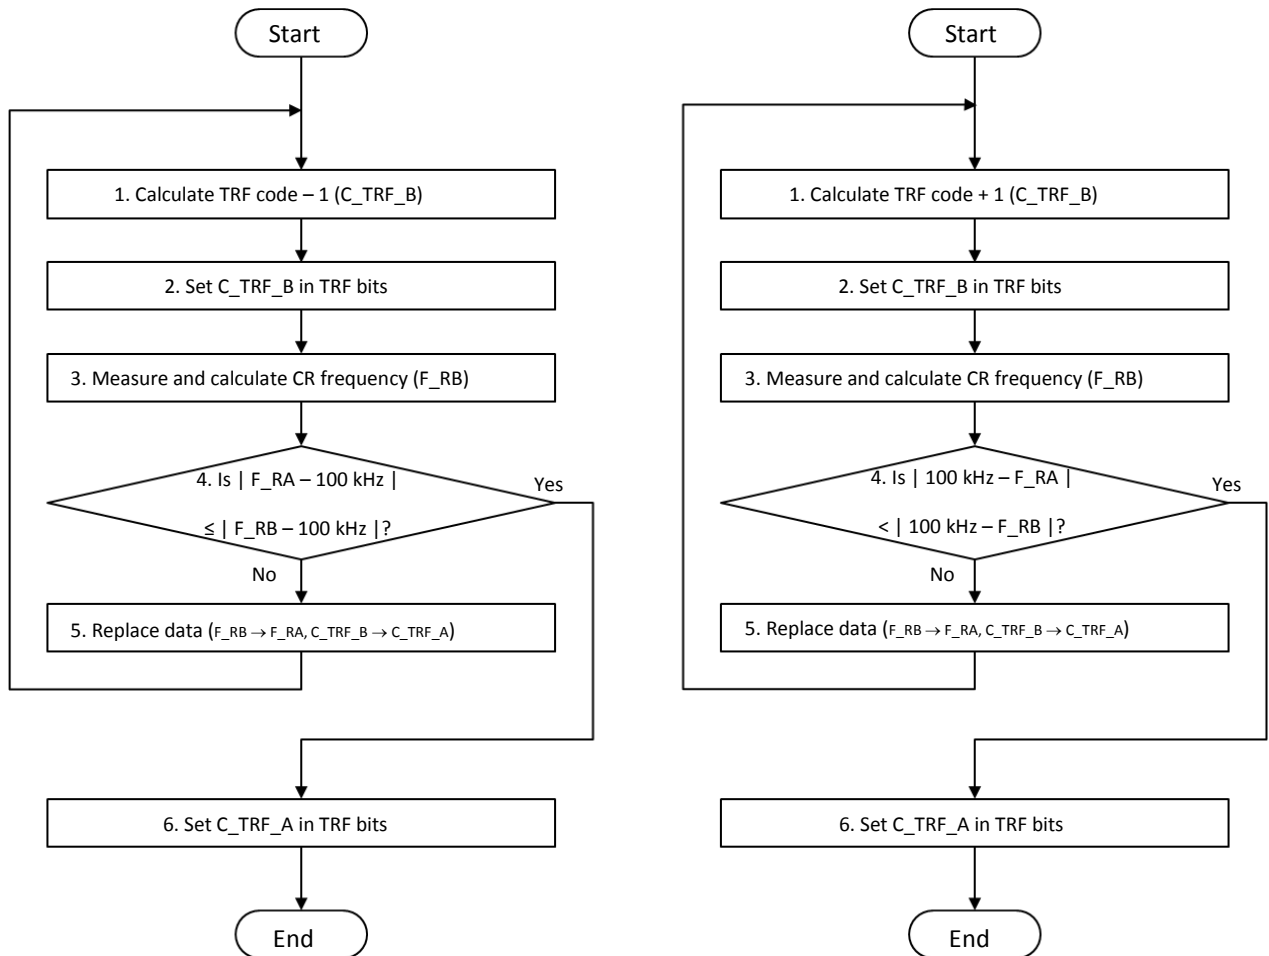 Start
1. Calculate TRF code – 1 (C_TRF_B)
2. Set C_TRF_B in TRF bits
3. Measure and calculate CR frequency (F_RB)
4. Is | F_RA – 100 kHz |
≤ | F_RB – 100 kHz |?
Yes
No
5. Replace data (F_RB → F_RA, C_TRF_B → C_TRF_A)
6. Set C_TRF_A in TRF bits
End
Start
1. Calculate TRF code + 1 (C_TRF_B)
2. Set C_TRF_B in TRF bits
3. Measure and calculate CR frequency (F_RB)
4. Is | 100 kHz – F_RA |
< | 100 kHz – F_RB |?
Yes
No
5. Replace data (F_RB → F_RA, C_TRF_B → C_TRF_A)
6. Set C_TRF_A in TRF bits
End